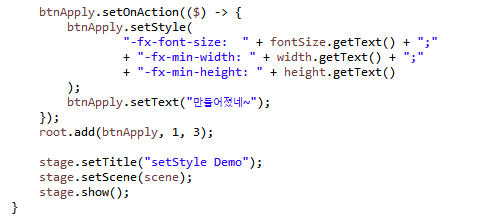 btnApply.setOnAction(($) -> {
btnApply.setStyle(
"-fx-font-size:  " + fontSize.getText() + ";"
+ "-fx-min-width: " + width.getText() + ";"
+ "-fx-min-height: " + height.getText()
);
btnApply.setText("만들어졌네~");
});
root.add(btnApply, 1, 3);
stage.setTitle("setStyle Demo");
stage.setScene(scene);
stage.show();
}